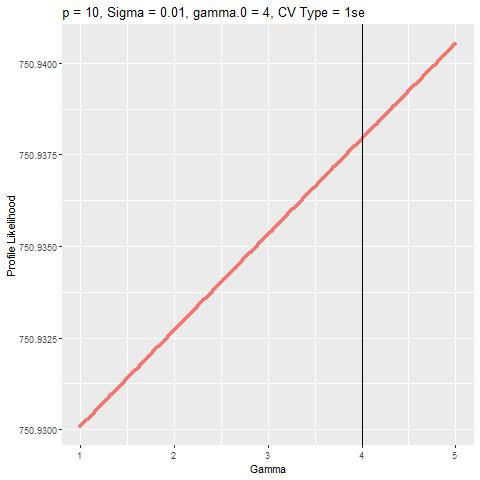 p = 10, Sigma = 0.01, gamma.0 = 4, CV Type = 1se
750.9400
750.9375
750.9350
750.9325
750.9300
Profile Likelihood
1 2 3 4 5
Gamma